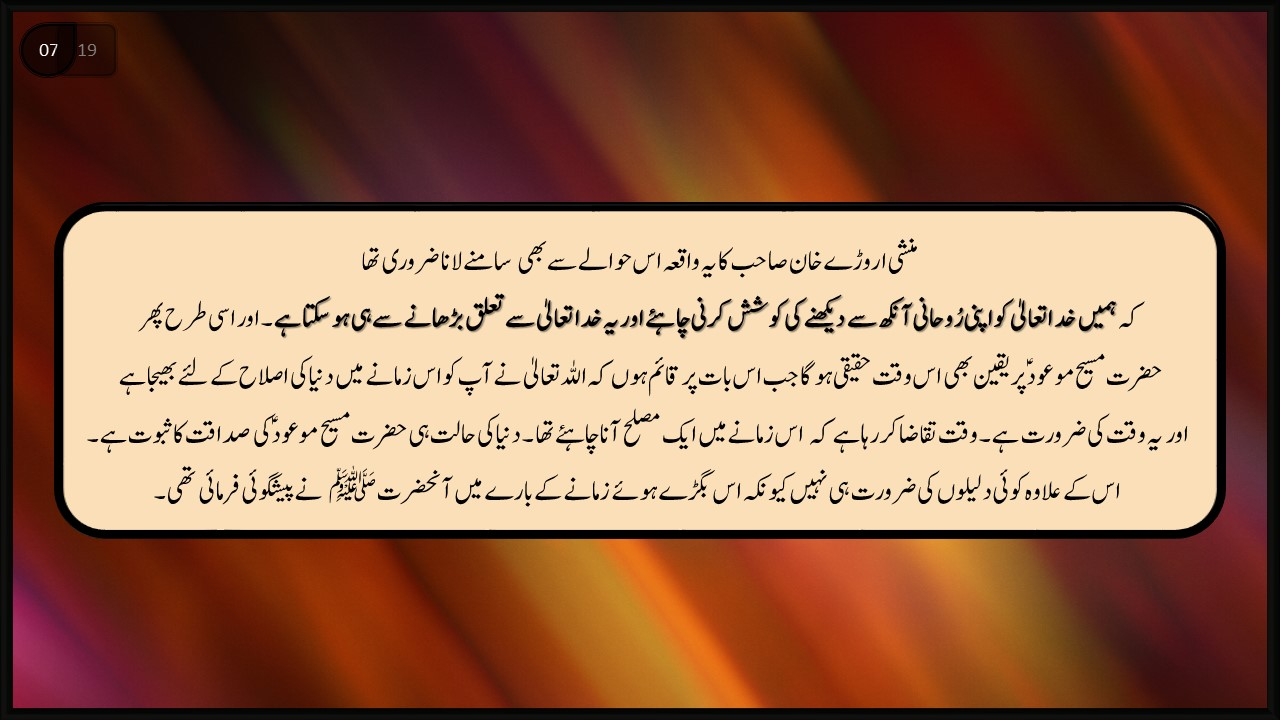 07 19
منشی اروڑے خان صاحب کا یہ واقعہ اس حوالے سے بھی سامنے لانا ضروری تھا
کہ ہمیں خدا تعالیٰ کو اپنی رُوحانی آنکھ سے دیکھنے کی کوشش کرنی چاہئے اور یہ خدا تعالیٰ سے تعلق بڑھانے سے ہی ہو سکتا ہے۔ اور اسی طرح پھر
حضرت مسیح موعودؑ پر یقین بھی اس وقت حقیقی ہو گا جب اس بات پر قائم ہوں کہ اللہ تعالیٰ نے آپ کو اس زمانے میں دنیا کی اصلاح کے لئے بھیجا ہے
اور یہ وقت کی ضرورت ہے۔ وقت تقاضا کر رہا ہے کہ اس زمانے میں ایک مصلح آنا چاہئے تھا۔ دنیا کی حالت ہی حضرت مسیح موعودؑ کی صداقت کا ثبوت ہے۔
اس کے علاوہ کوئی دلیلوں کی ضرورت ہی نہیں کیونکہ اس بگڑے ہوئے زمانے کے بارے میں آنحضرت ﷺ نے پیشگوئی فرمائی تھی۔